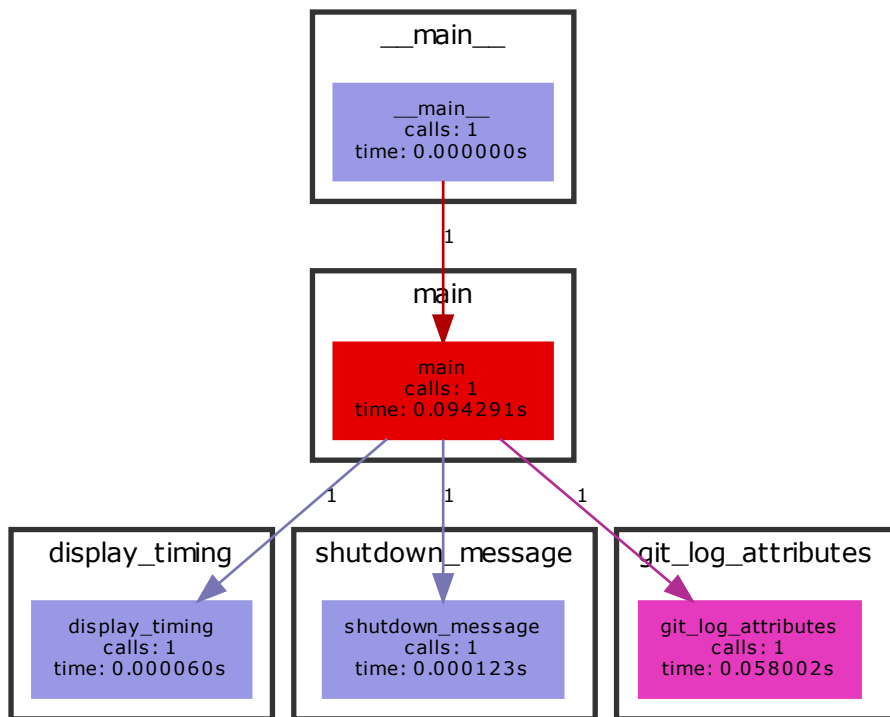 __main__
__main__
calls: 1
time: 0.000000s
1
main
main
calls: 1
time: 0.094291s
1
1
1
display_timing
shutdown_message
git_log_attributes
display_timing
calls: 1
time: 0.000060s
shutdown_message
calls: 1
time: 0.000123s
git_log_attributes
calls: 1
time: 0.058002s